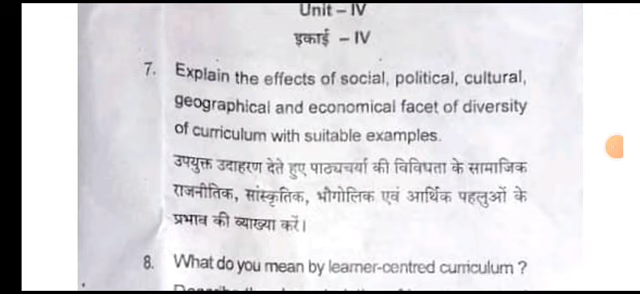 Unit – IV
इकाई – IV
7. Explain the effects of social, political, cultural,
geographical and economical facet of diversity
of curriculum with suitable examples.
उपयुक्त उदाहरण देते हुए पाठ्यचर्या की विविधता के सामाजिक
राजनीतिक, सांस्कृतिक, भौगोलिक एवं आर्थिक पहलुओं के
प्रभाव की व्याख्या करें।
8. What do you mean by learner-centred curriculum ?